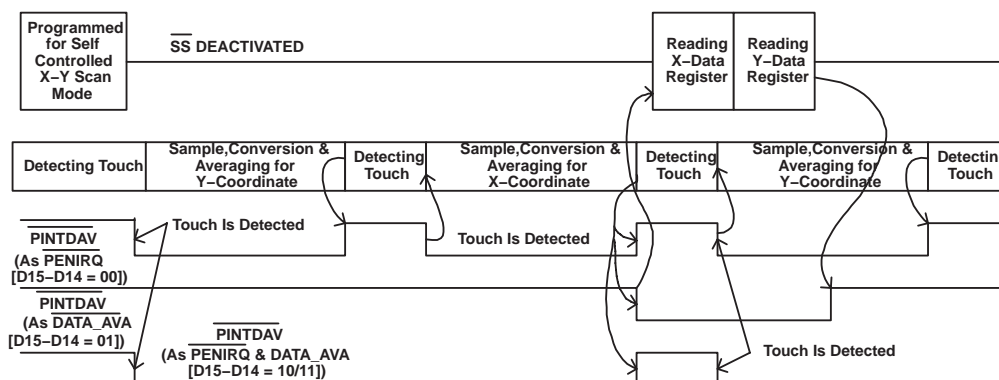 Programmed
for Self
Controlled
X−Y Scan
Mode
SS DEACTIVATED
Reading
X−Data
Register
Reading
Y−Data
Register
Detecting Touch
Sample,Conversion &
Averaging for
Y−Coordinate
Detecting
Touch
Sample,Conversion &
Averaging for
X−Coordinate
Detecting
Touch
Sample,Conversion &
Averaging for
Y−Coordinate
Detectin
Touch
Touch Is Detected
Touch Is Detected
PINTDAV
(As PENIRQ
[D15−D14 = 00])
PINTDAV
(As DATA_AVA
[D15−D14 = 01])
PINTDAV
(As PENIRQ & DATA_AVA
[D15−D14 = 10/11])
Touch Is Detected